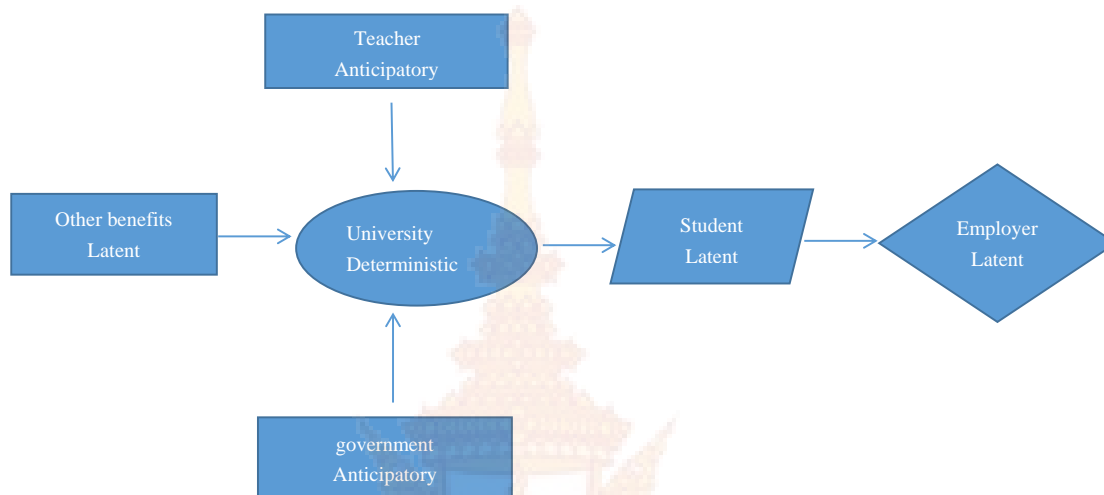 Teacher
Anticipatory
Other benefits
Latent
University
Deterministic
Student
Latent
Employer
Latent
government
Anticipatory